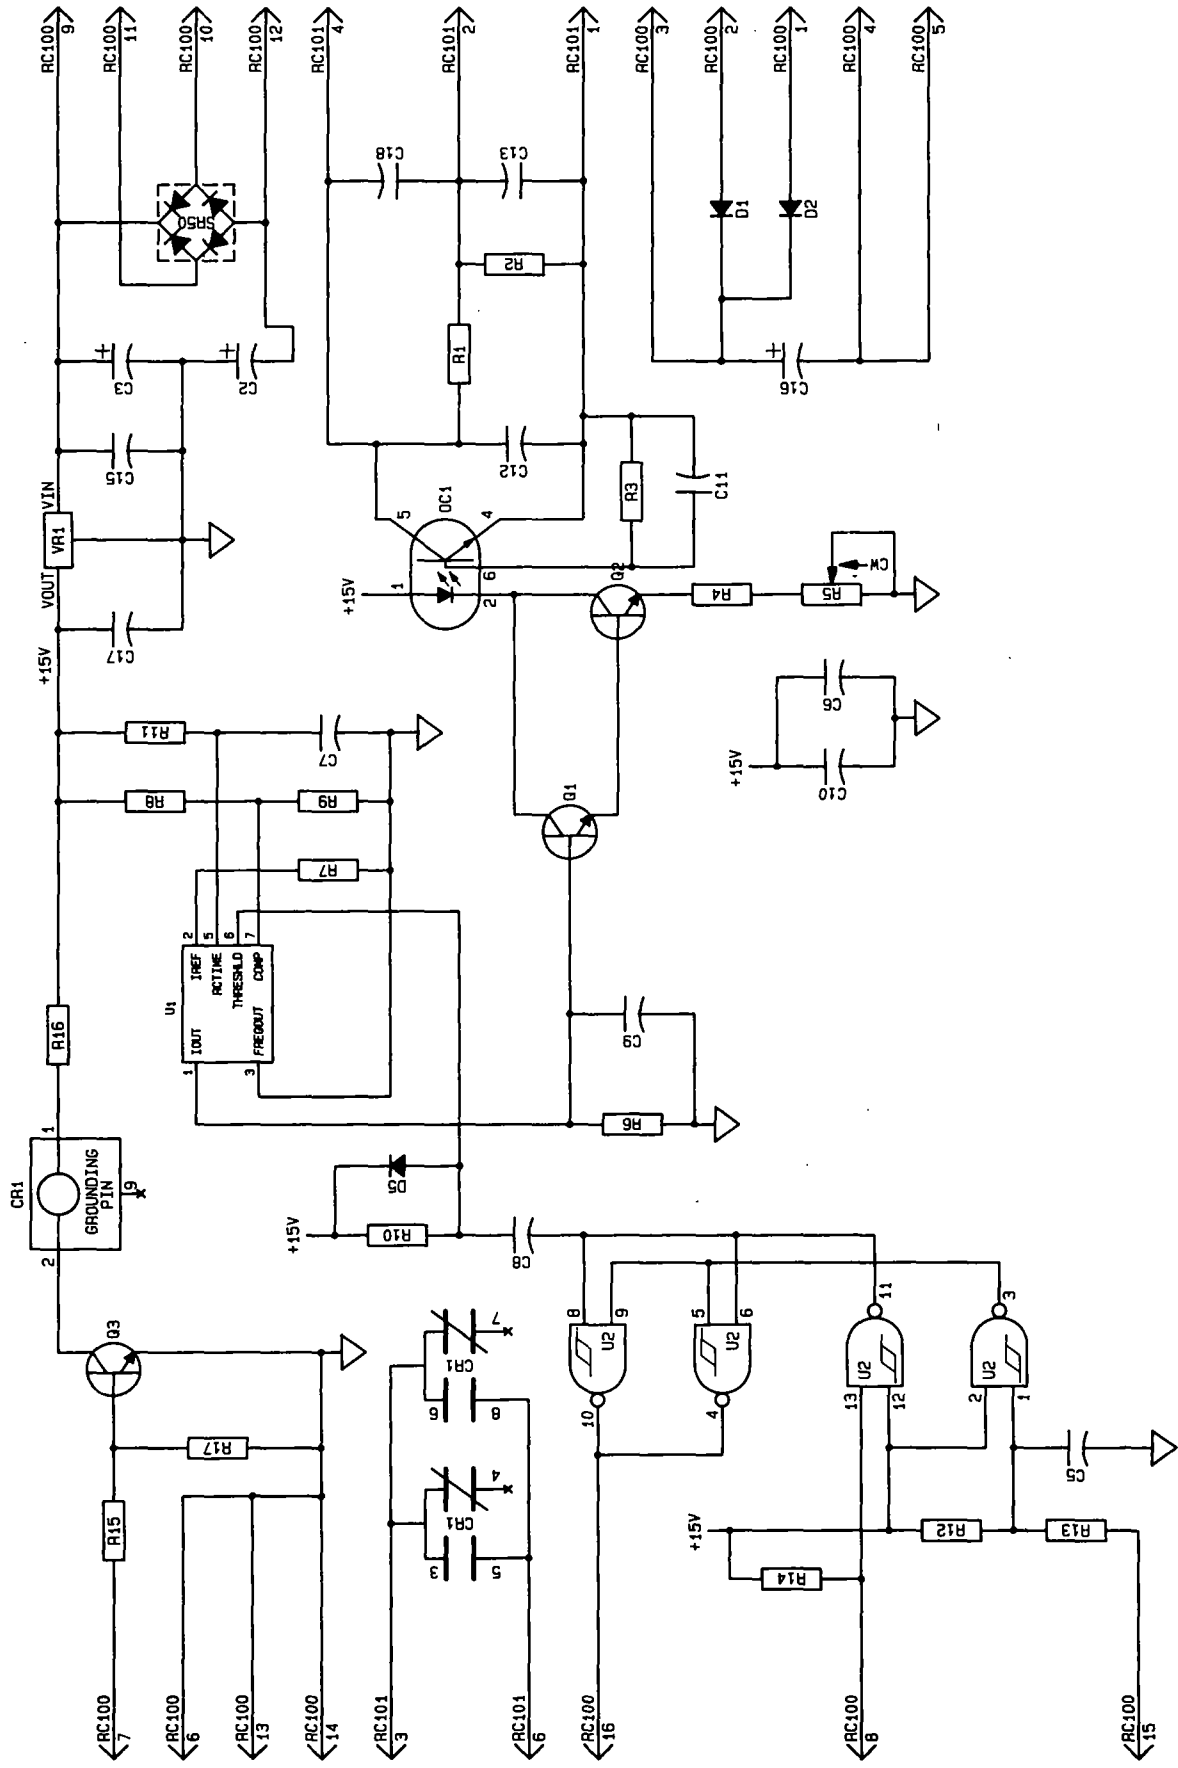 RC100
9
RC100
11
RC100
10
RC100
12
RC101
4
RC101
2
RC101
1
RC100
3
RC100
2
RC100
1
RC100
4
RC100
5
SR50
C18
C13
D1
D2
R2
R1
C3
C2
C16
C15
C12
R3
C11
VIN
VR1
VOUT
OC1
5
4
6
1
2
+15V
Q2
R4
R5
CW
C17
+15V
C6
C10
+15V
R11
C7
R8
R9
R7
Q1
2
5
6
7
IREF
RCTIME
THRESHLD
COMP
U1
IOUT
FREQOUT
1
3
R16
C9
R6
CR1
1
GROUNDING
PIN
9
2
D5
+15V
R10
C8
Q3
7
CR1
6
8
4
CR1
3
5
8
9
U2
10
5
6
U2
4
11
U2
13
12
3
U2
2
1
R17
R15
C5
+15V
R12
R13
R14
RC100
7
RC100
6
RC100
13
RC100
14
RC101
3
RC101
6
RC100
16
RC100
8
RC100
15